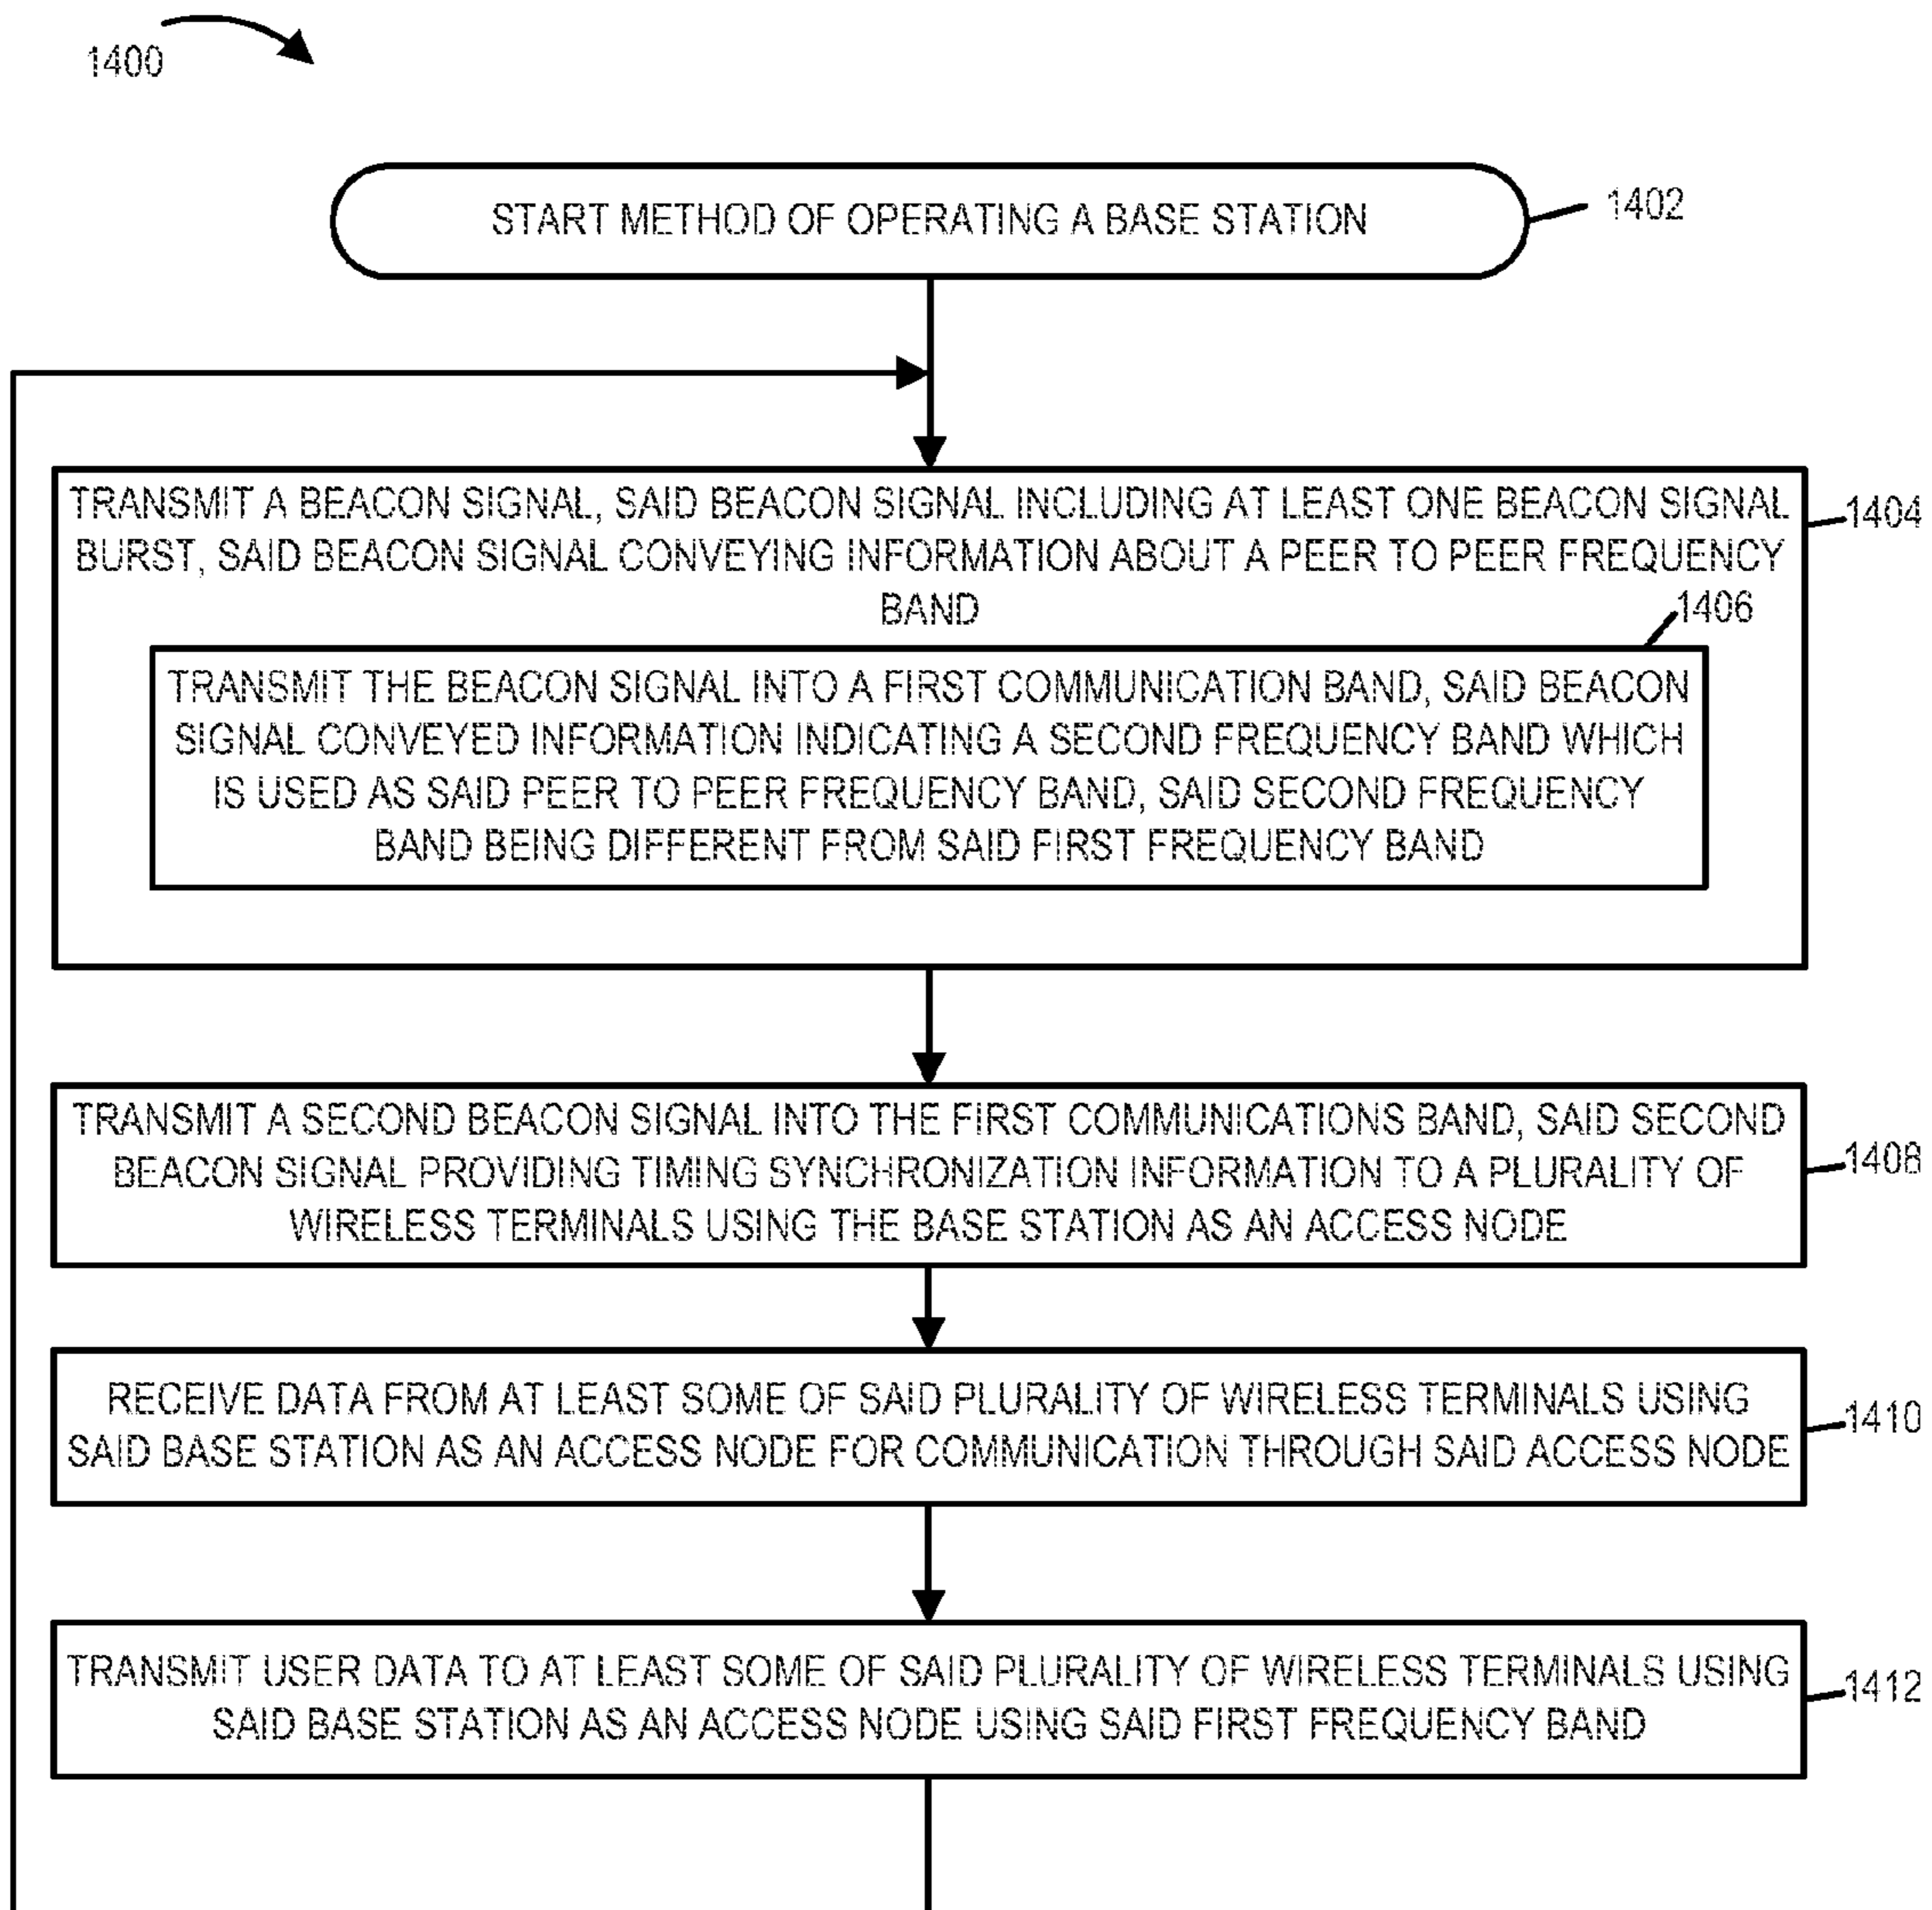 1400
START METHOD OF OPERATING A BASE STATION
1402
TRANSMIT A BEACON SIGNAL, SAID BEACON SIGNAL INCLUDING AT LEAST ONE BEACON SIGNAL
BURST, SAID BEACON SIGNAL CONVEYING INFORMATION ABOUT A PEER TO PEER FREQUENCY
BAND
1404
1406
TRANSMIT THE BEACON SIGNAL INTO A FIRST COMMUNICATION BAND, SAID BEACON
SIGNAL CONVEYED INFORMATION INDICATING A SECOND FREQUENCY BAND WHICH
IS USED AS SAID PEER TO PEER FREQUENCY BAND, SAID SECOND FREQUENCY
BAND BEING DIFFERENT FROM SAID FIRST FREQUENCY BAND
TRANSMIT A SECOND BEACON SIGNAL INTO THE FIRST COMMUNICATIONS BAND, SAID SECOND
BEACON SIGNAL PROVIDING TIMING SYNCHRONIZATION INFORMATION TO A PLURALITY OF
WIRELESS TERMINALS USING THE BASE STATION AS AN ACCESS NODE
1408
RECEIVE DATA FROM AT LEAST SOME OF SAID PLURALITY OF WIRELESS TERMINALS USING
SAID BASE STATION AS AN ACCESS NODE FOR COMMUNICATION THROUGH SAID ACCESS NODE
1410
TRANSMIT USER DATA TO AT LEAST SOME OF SAID PLURALITY OF WIRELESS TERMINALS USING
SAID BASE STATION AS AN ACCESS NODE USING SAID FIRST FREQUENCY BAND
1412